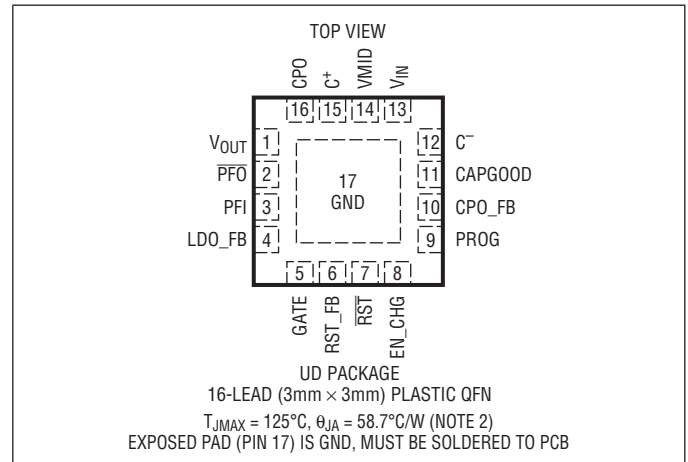 TOP VIEW
CPO
C+
VMID
VIN
16 15 14 13
VOUT 1
PFO 2
PFI 3
LDO_FB 4
17
GND
12 C–
11 CAPGOOD
10 CPO_FB
9 PROG
5 6 7 8
GATE
RST_FB
RST
EN_CHG
UD PACKAGE
16-LEAD (3mm × 3mm) PLASTIC QFN
TJMAX = 125°C, θJA = 58.7°C/W (NOTE 2)
EXPOSED PAD (PIN 17) IS GND, MUST BE SOLDERED TO PCB